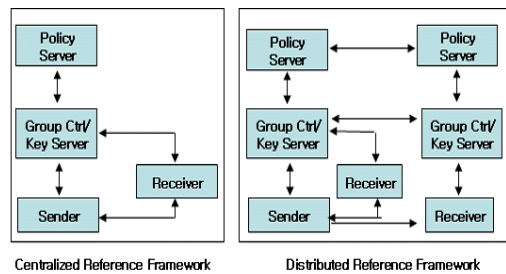 Policy
Server
Group Ctrl/
Key Server
Receiver
Sender
Centralized Reference Framework
Policy
Server
Policy
Server
Group Ctrl/
Key Server
Group Ctrl/
Key Server
Receiver
Sender
Receiver
Distributed Reference Framework